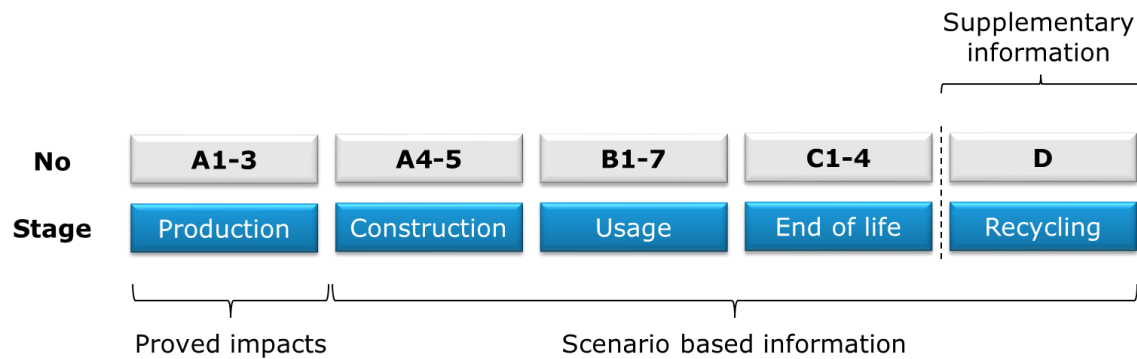 Supplementary
information
No A1-3 A4-5 B1-7 C1-4 D
Stage Production Construction Usage End of life Recycling
Proved impacts Scenario based information